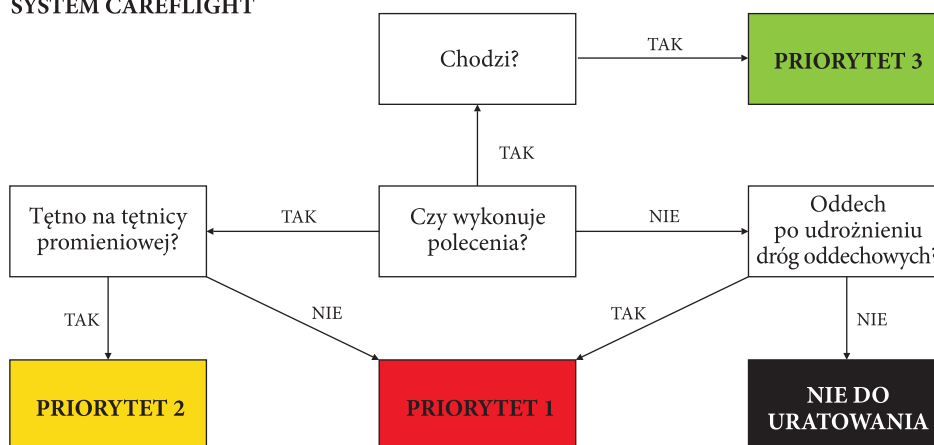 SYSTEM CAREFLIGHT
Chodzi?
TAK
PRIORYTET 3
TAK
Tętno na tętnicy
promieniowej?
TAK
Czy wykonuje
polecenia?
NIE
Oddech
po udrożnieniu
dróg oddechowych?
TAK
NIE
TAK
NIE
PRIORYTET 2
PRIORYTET 1
NIE DO
URATOWANIA